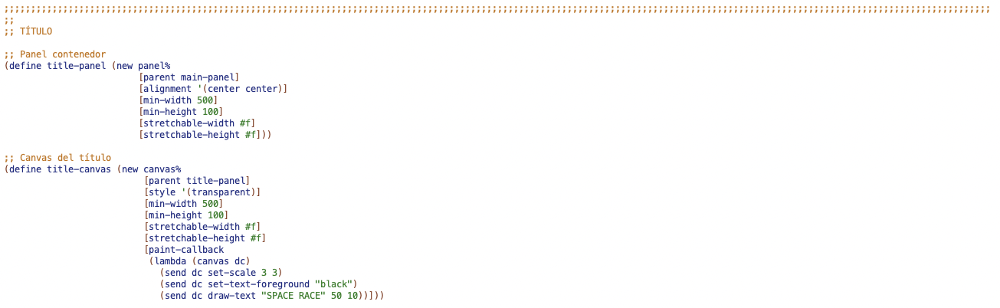 ;;;;;;;;;;;;;;;;;;;;;;;;;;;;;;;;;;;;;;;;;;;;;;;;;;;;;;;;;;;;;;;;;;;;;;;;;;;;;;;;;;;;;;;;;;;;;;;;;;;;;;;;;;;;;;;;;;;;;;;;;;;;;;;;;;;;;;;;;;;;;;;;;;;;;;;;;;;;;;;;;;;;;;;;;;;;;;;;;;;;;;;;
;;
;; TÍTULO
;; Panel contenedor
(define title-panel (new panel%
                         [parent main-panel]
                         [alignment '(center center)]
                         [min-width 500]
                         [min-height 100]
                         [stretchable-width #f]
                         [stretchable-height #f]))
;; Canvas del título
(define title-canvas (new canvas%
                          [parent title-panel]
                          [style '(transparent)]
                          [min-width 500]
                          [min-height 100]
                          [stretchable-width #f]
                          [stretchable-height #f]
                          [paint-callback
                           (lambda (canvas dc)
                             (send dc set-scale 3 3)
                             (send dc set-text-foreground "black")
                             (send dc draw-text "SPACE RACE" 50 10))]))